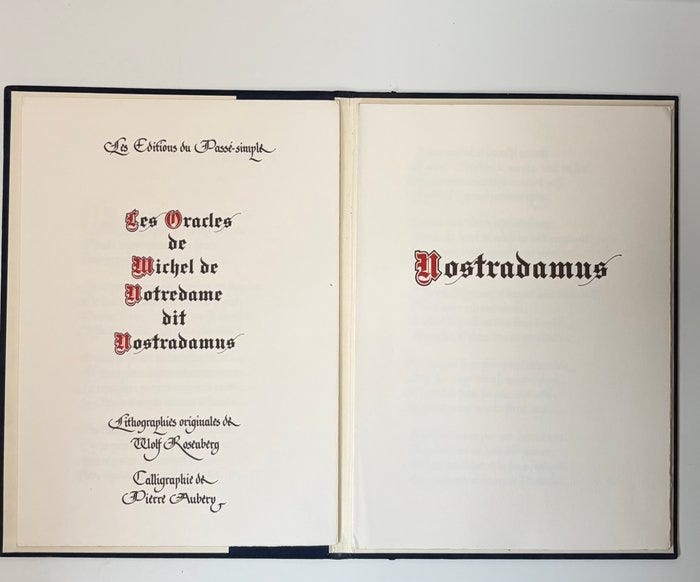 Les Editions du Passé-simple
Les Oracles
de
Michel de
Notredame
dit
Nostradamus
Lithographies originales de
Wolf Rosenberg
Calligraphie de
Pierre Aubery
Nostradamus